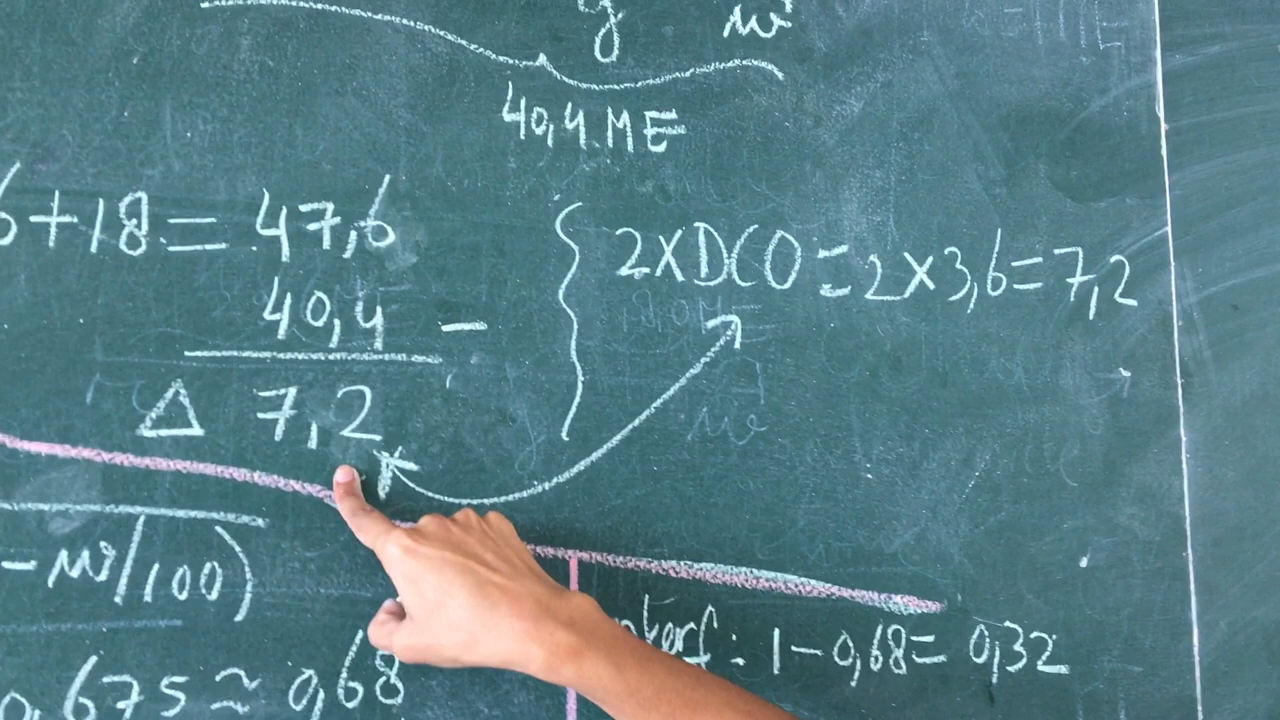 g w
40,4 ME
6+18= 47,6
40,4 −
Δ 7,2
2XDCO=2X3,6=7,2
-w/100)
0,675≈0,68
: 1-0,68= 0,32